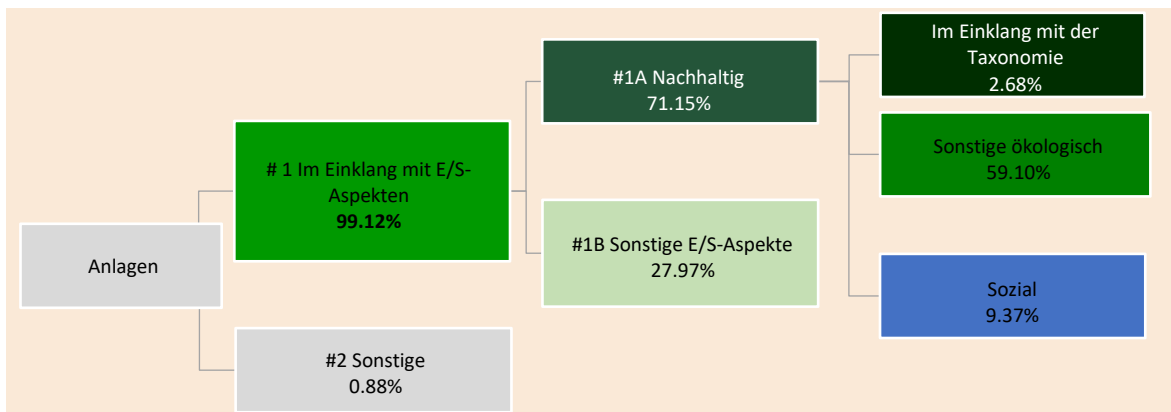 Anlagen
# 1 Im Einklang mit E/S-
Aspekten
99.12%
#2 Sonstige
0.88%
#1A Nachhaltig
71.15%
#1B Sonstige E/S-Aspekte
27.97%
Im Einklang mit der
Taxonomie
2.68%
Sonstige ökologisch
59.10%
Sozial
9.37%